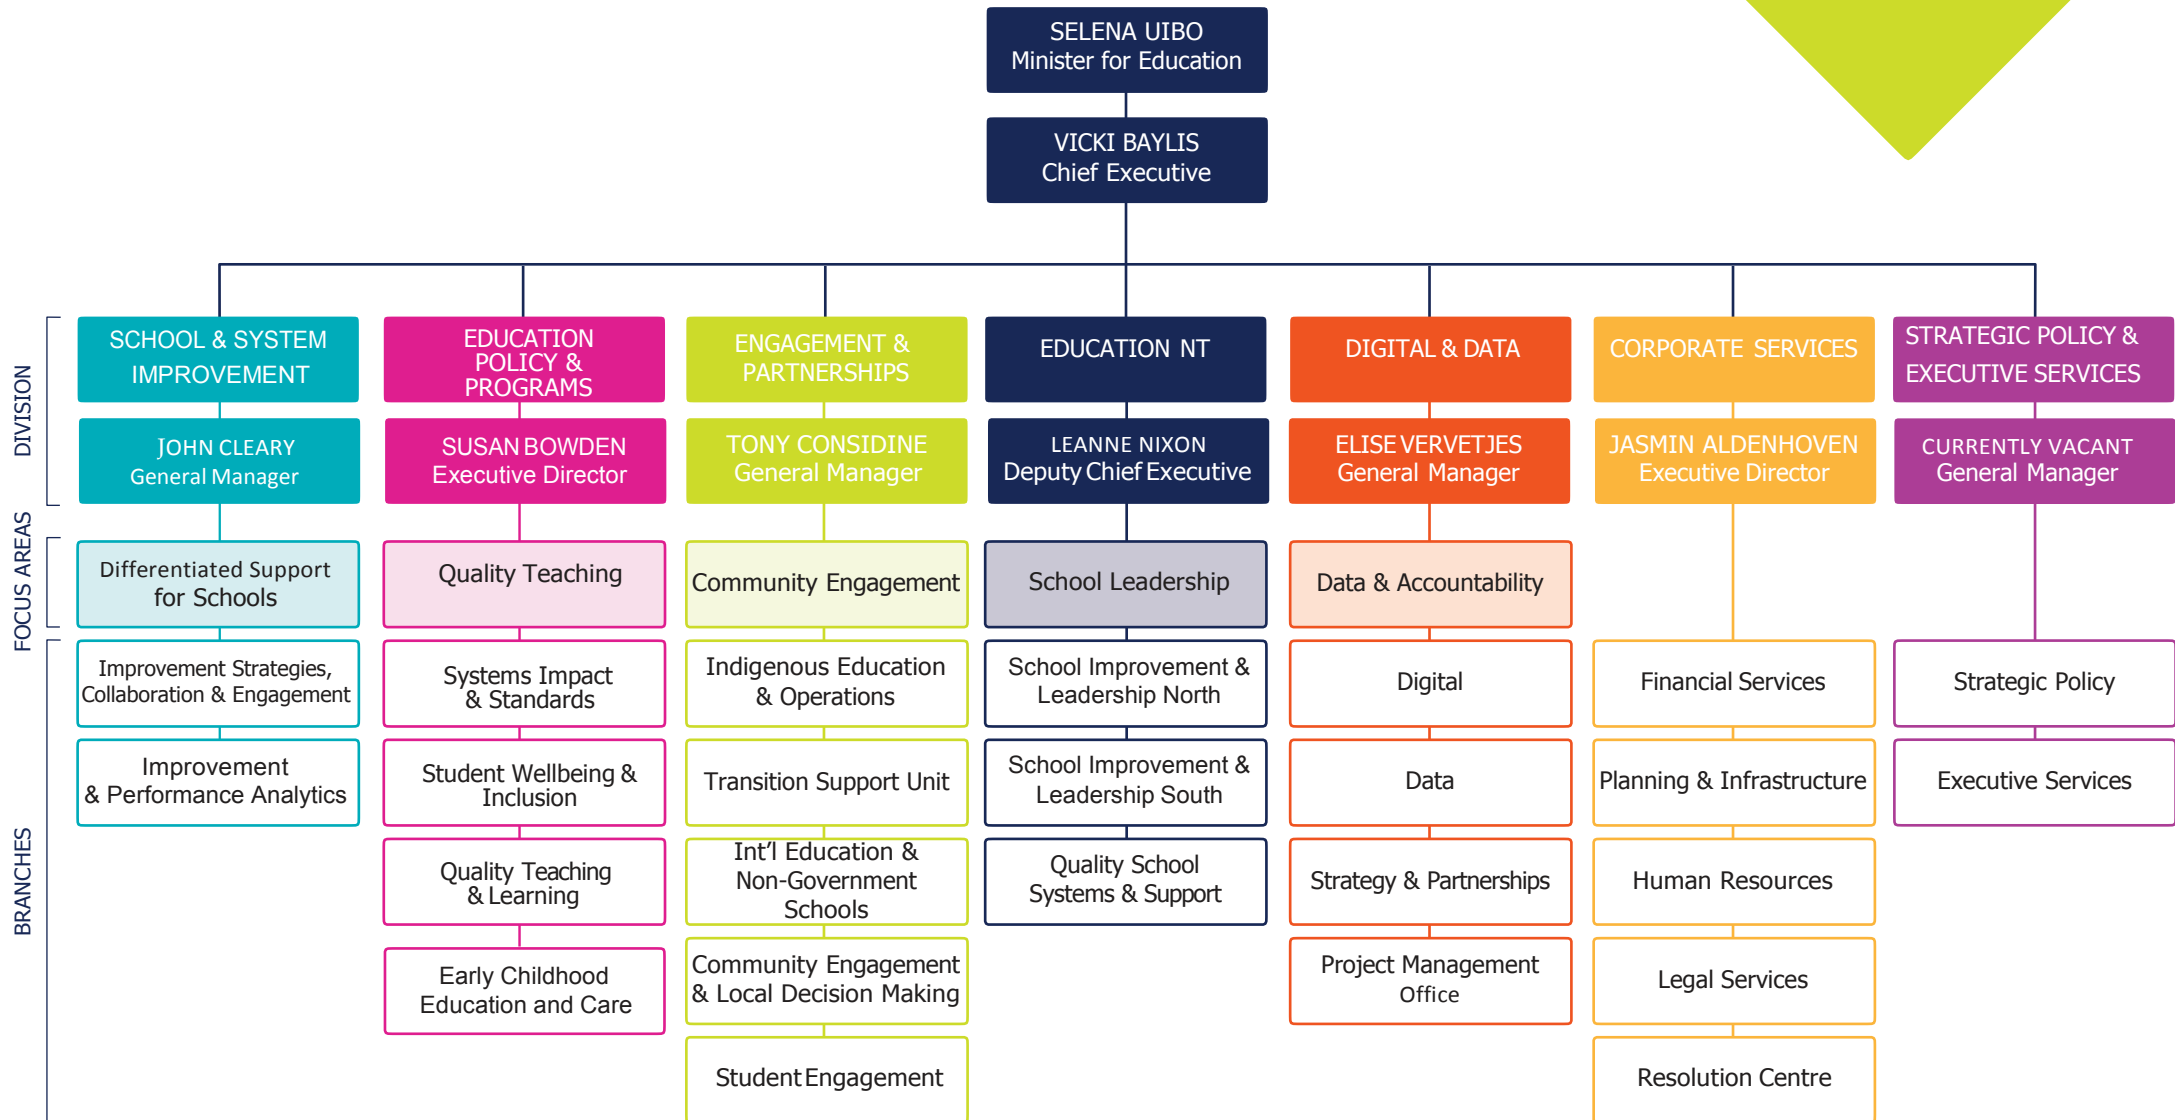 SELENA UIBO
Minister for Education
VICKI BAYLIS
Chief Executive
DIVISION
SCHOOL & SYSTEM
IMPROVEMENT
EDUCATION
POLICY &
PROGRAMS
ENGAGEMENT &
PARTNERSHIPS
EDUCATION NT
DIGITAL & DATA
CORPORATE SERVICES
STRATEGIC POLICY &
EXECUTIVE SERVICES
JOHN CLEARY
General Manager
SUSAN BOWDEN
Executive Director
TONY CONSIDINE
General Manager
LEANNE NIXON
Deputy Chief Executive
ELISE VERVETJES
General Manager
JASMIN ALDENHOVEN
Executive Director
CURRENTLY VACANT
General Manager
FOCUS AREAS
Differentiated Support
for Schools
Quality Teaching
Community Engagement
School Leadership
Data & Accountability
BRANCHES
Improvement Strategies,
Collaboration & Engagement
Systems Impact
& Standards
Indigenous Education
& Operations
School Improvement &
Leadership North
Digital
Financial Services
Strategic Policy
Improvement
& Performance Analytics
Student Wellbeing &
Inclusion
Transition Support Unit
School Improvement &
Leadership South
Data
Planning & Infrastructure
Executive Services
Quality Teaching
& Learning
Int'l Education &
Non-Government
Schools
Quality School
Systems & Support
Strategy & Partnerships
Human Resources
Early Childhood
Education and Care
Community Engagement
& Local Decision Making
Project Management
Office
Legal Services
Student Engagement
Resolution Centre